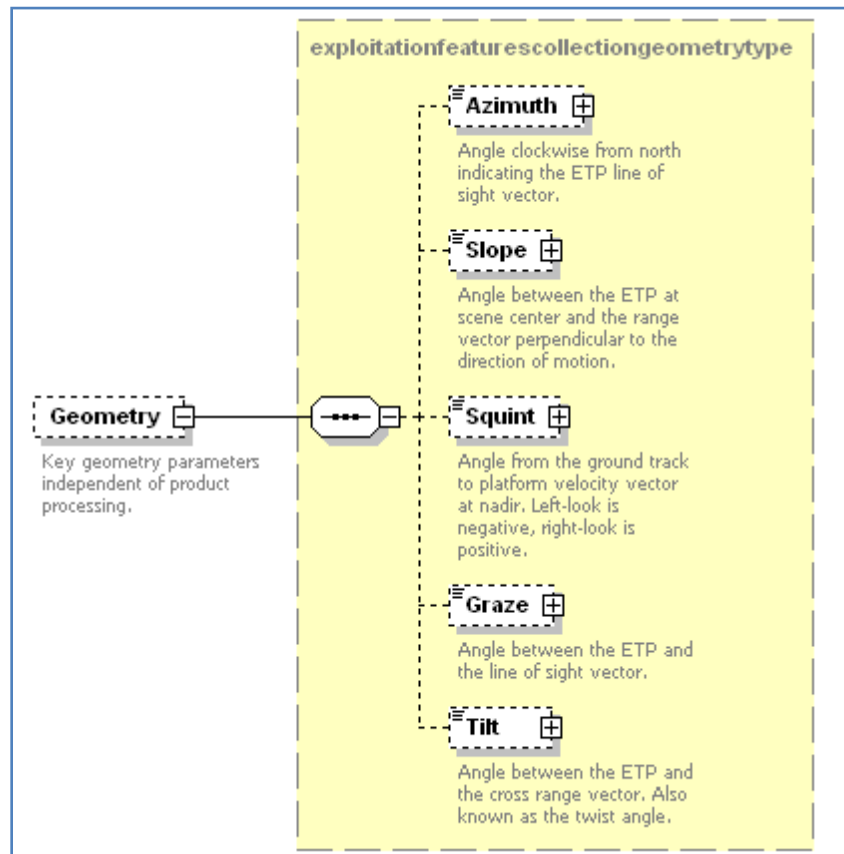 exploitationfeaturescollectiongeometrytype
Azimuth
Angle clockwise from north
indicating the ETP line of
sight vector.
Slope
Angle between the ETP at
scene center and the range
vector perpendicular to the
direction of motion.
Geometry
Key geometry parameters
independent of product
processing.
Squint
Angle from the ground track
to platform velocity vector
at nadir. Left-look is
negative, right-look is
positive.
Graze
Angle between the ETP and
the line of sight vector.
Tilt
Angle between the ETP and
the cross range vector. Also
known as the twist angle.